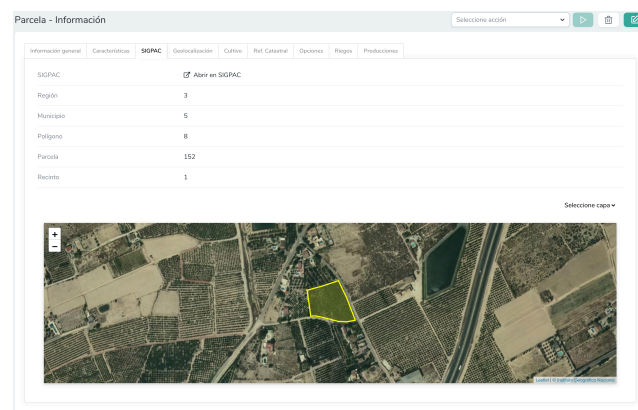 Parcela - Información
Seleccione acción
Información general Características SIGPAC Geolocalización Cultivo Ref. Catastral Opciones Riegos Producciones
SIGPAC Abrir en SIGPAC
Región 3
Municipio 5
Polígono 8
Parcela 152
Recinto 1
Seleccione capa
+
−
Leaflet | © Instituto Geográfico Nacional